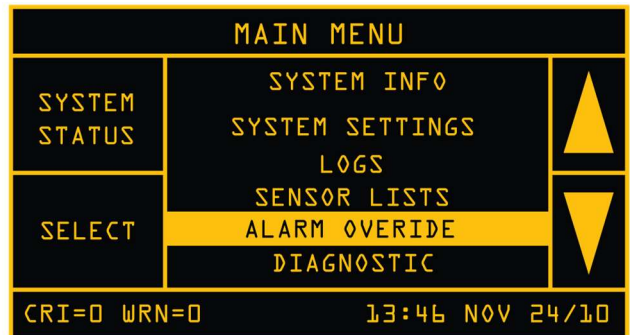 MAIN MENU
SYSTEM STATUS
SELECT
SYSTEM INFO
SYSTEM SETTINGS
LOGS
SENSOR LISTS
ALARM OVERIDE
DIAGNOSTIC
CRI=0 WRN=0 13:46 NOV 24/10